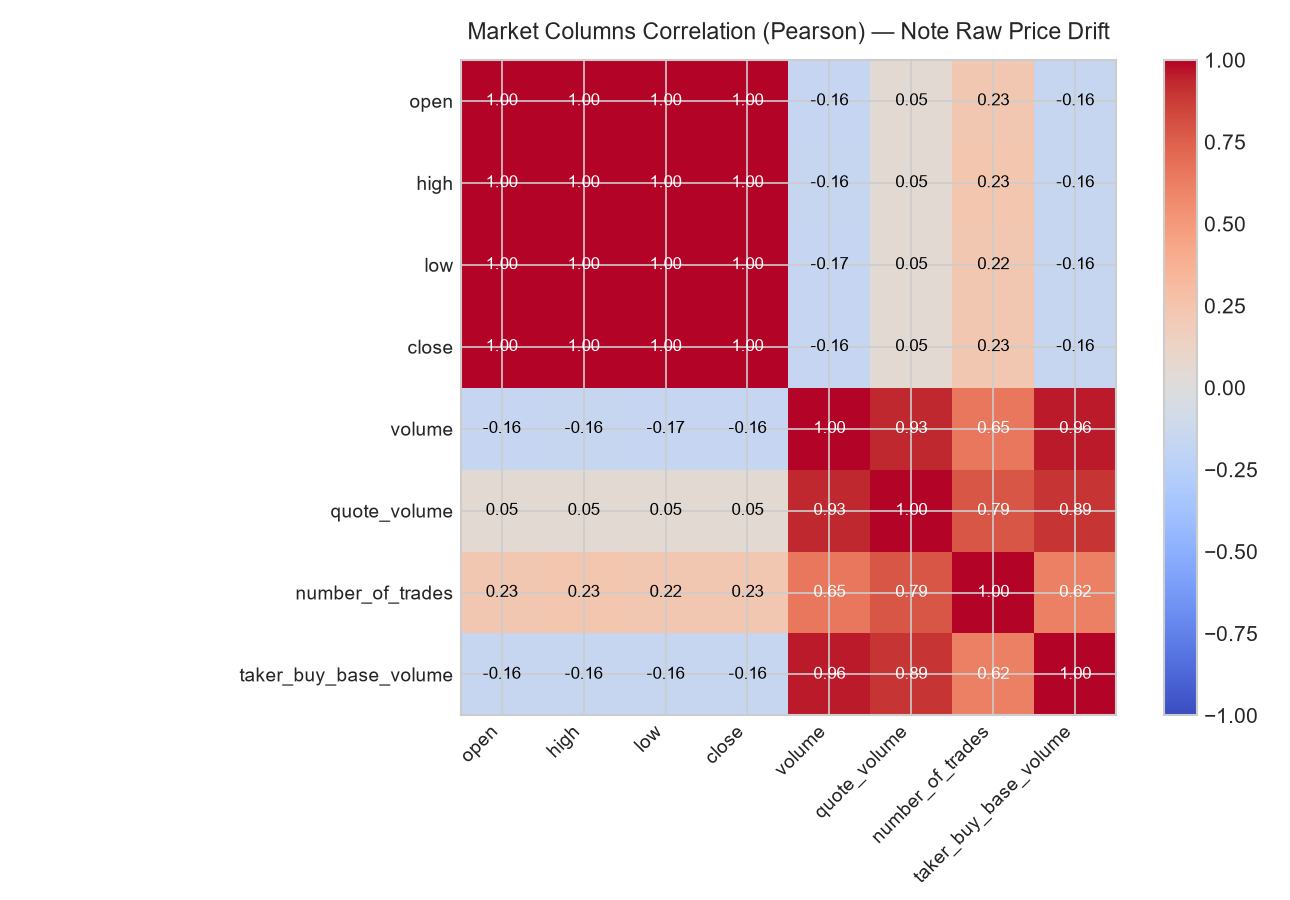 Market Columns Correlation (Pearson) — Note Raw Price Drift
open 1.00 1.00 1.00 1.00 -0.16 0.05 0.23 -0.16
high 1.00 1.00 1.00 1.00 -0.16 0.05 0.23 -0.16
low 1.00 1.00 1.00 1.00 -0.17 0.05 0.22 -0.16
close 1.00 1.00 1.00 1.00 -0.16 0.05 0.23 -0.16
volume -0.16 -0.16 -0.17 -0.16 1.00 0.93 0.65 0.96
quote_volume 0.05 0.05 0.05 0.05 0.93 1.00 0.79 0.89
number_of_trades 0.23 0.23 0.22 0.23 0.65 0.79 1.00 0.62
taker_buy_base_volume -0.16 -0.16 -0.16 -0.16 0.96 0.89 0.62 1.00
open high low close volume quote_volume number_of_trades taker_buy_base_volume
1.00
0.75
0.50
0.25
0.00
−0.25
−0.50
−0.75
−1.00